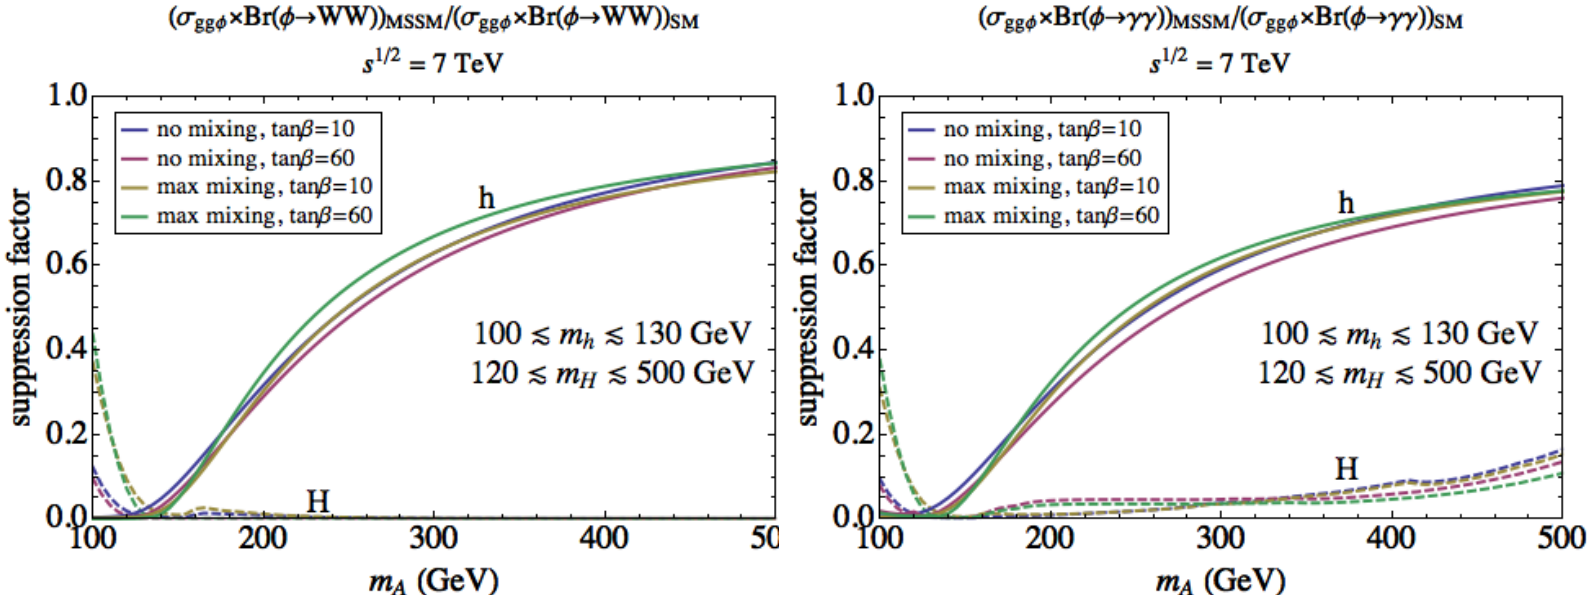 (σggϕ×Br(ϕ→WW))MSSM/(σggϕ×Br(ϕ→WW))SM
s1/2 = 7 TeV
1.0
0.8
0.6
0.4
0.2
0.0
suppression factor
no mixing, tanβ=10
no mixing, tanβ=60
max mixing, tanβ=10
max mixing, tanβ=60
h
100 ≲ mh ≲ 130 GeV
120 ≲ mH ≲ 500 GeV
H
100 200 300 400 50
mA (GeV)
(σggϕ×Br(ϕ→γγ))MSSM/(σggϕ×Br(ϕ→γγ))SM
s1/2 = 7 TeV
1.0
0.8
0.6
0.4
0.2
0.0
suppression factor
no mixing, tanβ=10
no mixing, tanβ=60
max mixing, tanβ=10
max mixing, tanβ=60
h
100 ≲ mh ≲ 130 GeV
120 ≲ mH ≲ 500 GeV
H
100 200 300 400 500
mA (GeV)